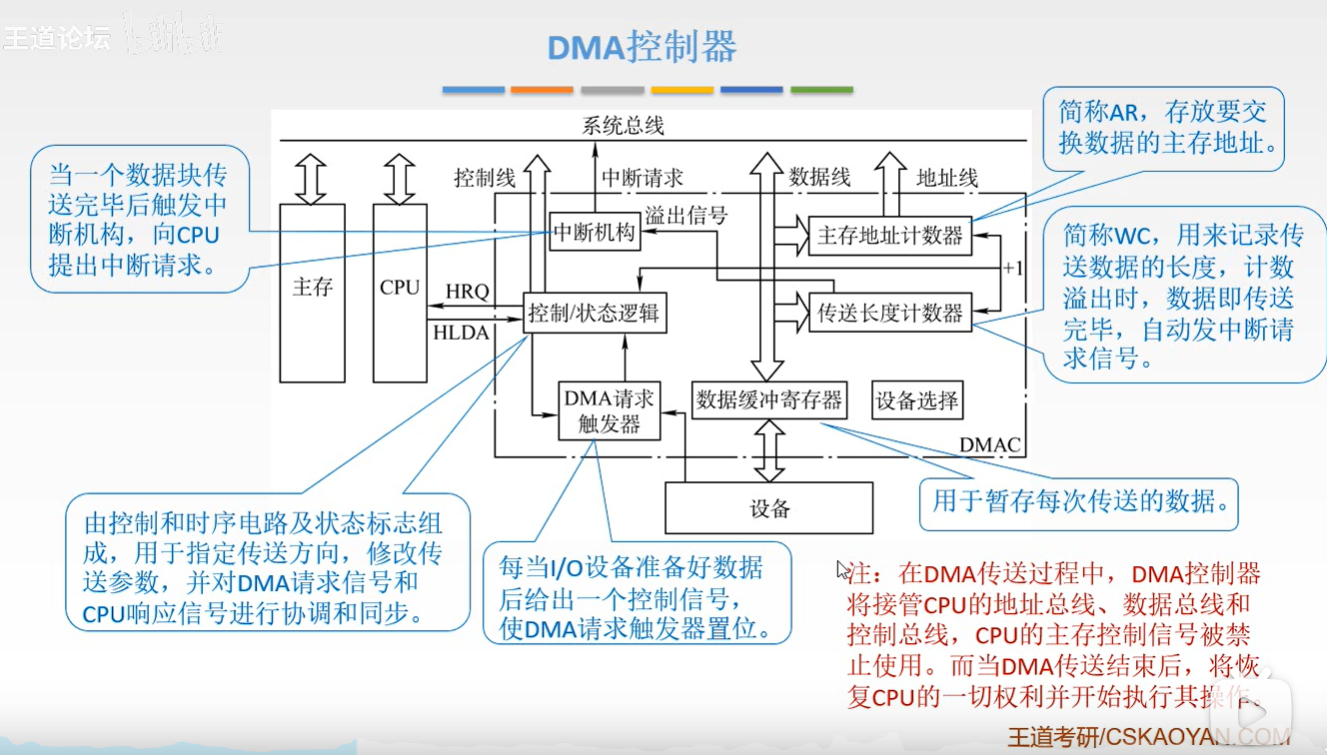 王道论坛
DMA控制器
系统总线
简称AR，存放要交
换数据的主存地址。
当一个数据块传
送完毕后触发中
断机构，向CPU
提出中断请求。
控制线
中断请求
数据线
地址线
溢出信号
中断机构
主存地址计数器
简称WC，用来记录传
送数据的长度，计数
溢出时，数据即传送
完毕，自动发中断请
求信号。
+1
主存
CPU
HRQ
HLDA
控制/状态逻辑
传送长度计数器
DMA请求
触发器
数据缓冲寄存器
设备选择
DMAC
设备
用于暂存每次传送的数据。
由控制和时序电路及状态标志组
成，用于指定传送方向，修改传
送参数，并对DMA请求信号和
CPU响应信号进行协调和同步。
每当I/O设备准备好数据
后给出一个控制信号，
使DMA请求触发器置位。
注：在DMA传送过程中，DMA控制器
将接管CPU的地址总线、数据总线和
控制总线，CPU的主存控制信号被禁
止使用。而当DMA传送结束后，将恢
复CPU的一切权利并开始执行其操作。
王道考研/CSKAOYAN.COM